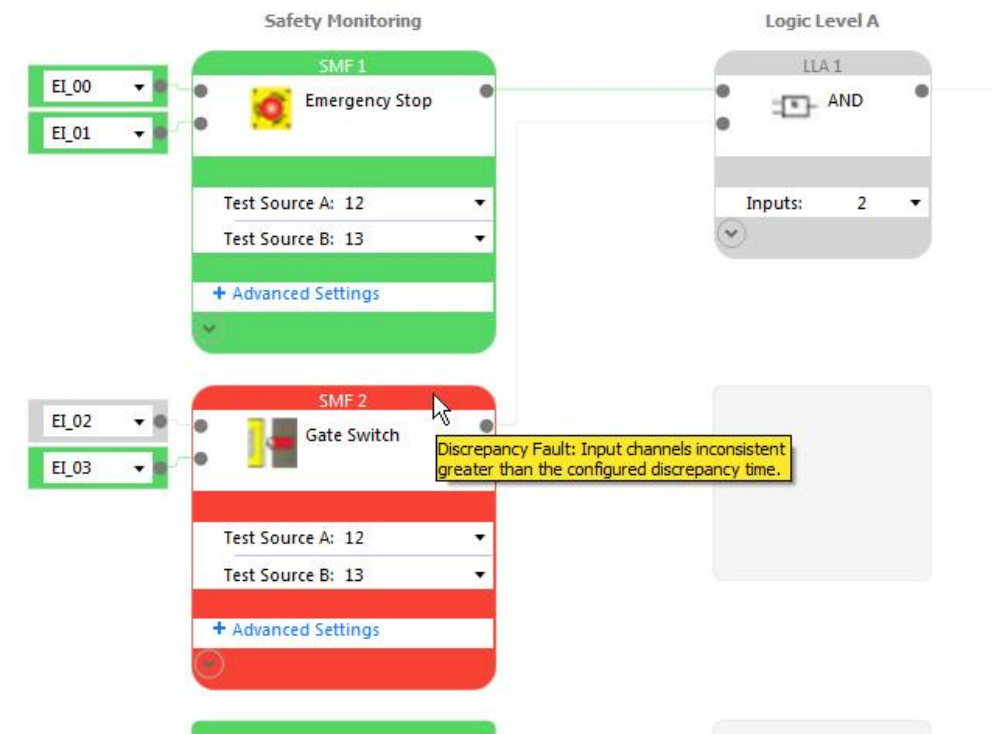 Safety Monitoring
Logic Level A
SMF 1
LLA 1
EI_00
Emergency Stop
AND
EI_01
Test Source A: 12
Inputs: 2
Test Source B: 13
+ Advanced Settings
SMF 2
EI_02
Gate Switch
Discrepancy Fault: Input channels inconsistent
greater than the configured discrepancy time.
EI_03
Test Source A: 12
Test Source B: 13
+ Advanced Settings